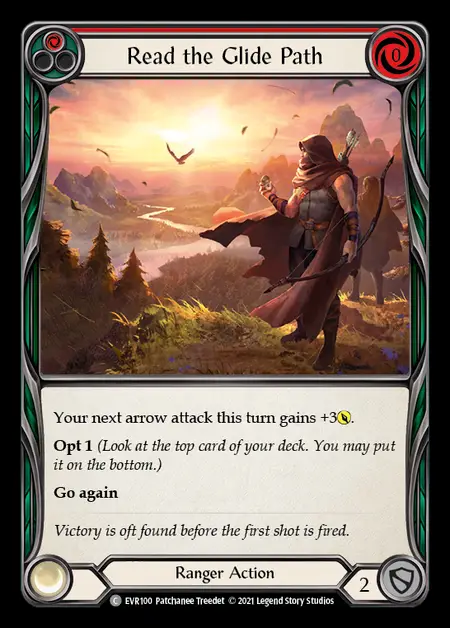 Read the Glide Path
0
Your next arrow attack this turn gains +3.
Opt 1 (Look at the top card of your deck. You may put
it on the bottom.)
Go again
Victory is oft found before the first shot is fired.
Ranger Action
2
C EVR100 Patchanee Treedet © 2021 Legend Story Studios